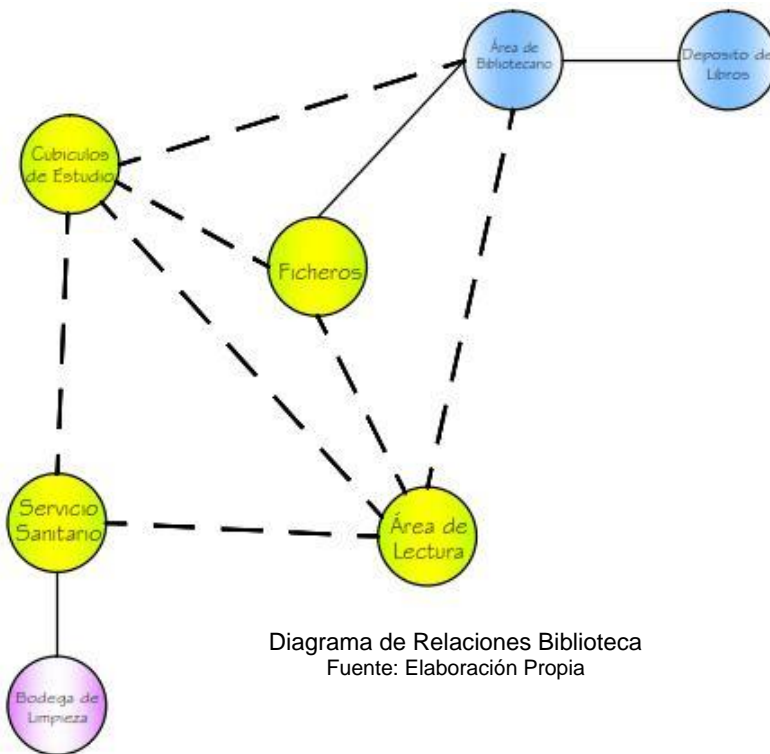 Área de
Bibliotecario
Deposito de
Libros
Cubiculos
de Estudio
Ficheros
Servicio
Sanitario
Área de
Lectura
Bodega de
Limpieza
Diagrama de Relaciones Biblioteca
Fuente: Elaboración Propia